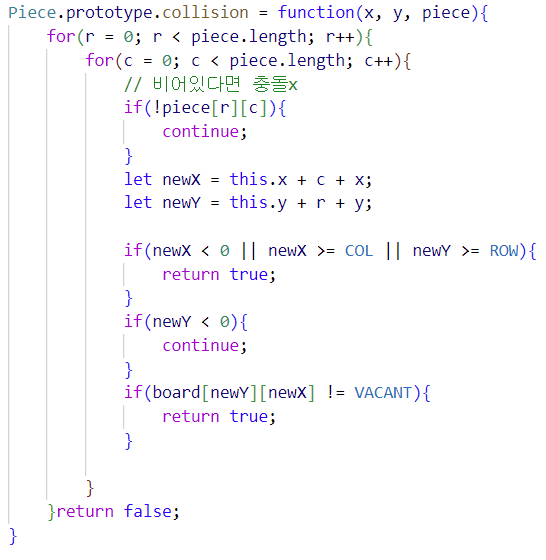 Piece.prototype.collision = function(x, y, piece){
    for(r = 0; r < piece.length; r++){
        for(c = 0; c < piece.length; c++){
            // 비어있다면 충돌x
            if(!piece[r][c]){
                continue;
            }
            let newX = this.x + c + x;
            let newY = this.y + r + y;

            if(newX < 0 || newX >= COL || newY >= ROW){
                return true;
            }
            if(newY < 0){
                continue;
            }
            if(board[newY][newX] != VACANT){
                return true;
            }

        }
    }return false;
}